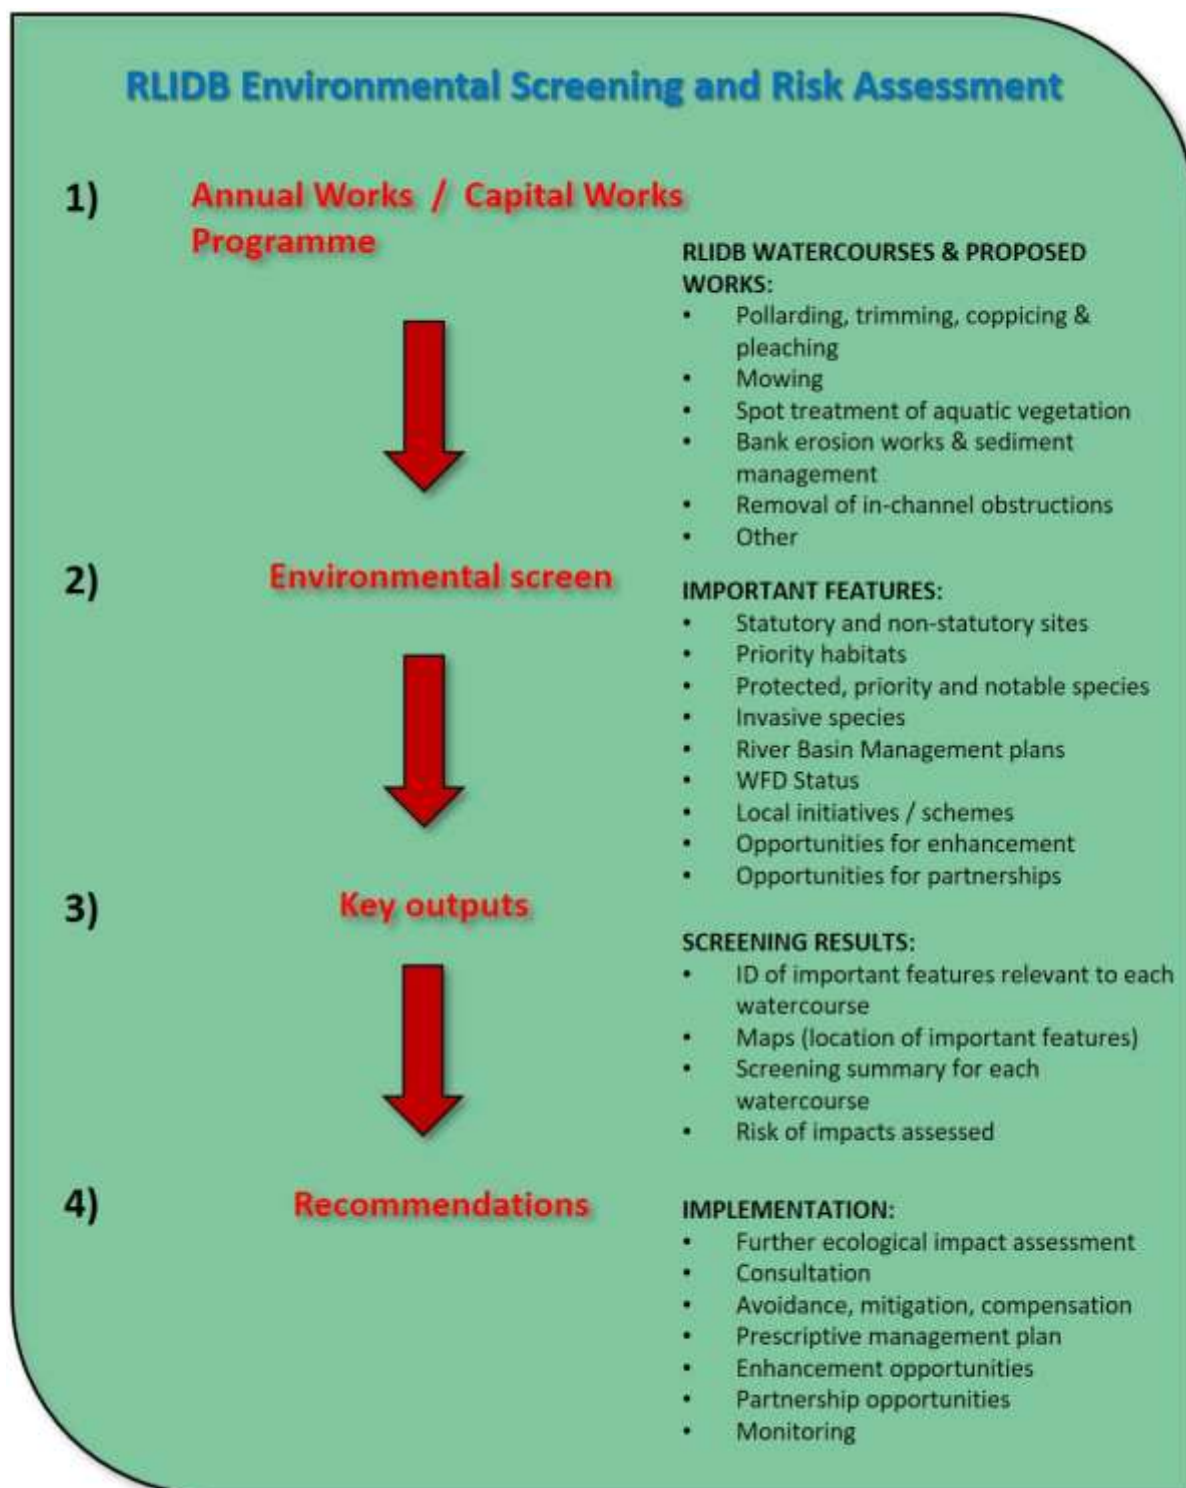 RLIDB Environmental Screening and Risk Assessment
1)
Annual Works / Capital Works
Programme
RLIDB WATERCOURSES & PROPOSED
WORKS:
• Pollarding, trimming, coppicing &
pleaching
• Mowing
• Spot treatment of aquatic vegetation
• Bank erosion works & sediment
management
• Removal of in-channel obstructions
• Other
2)
Environmental screen
IMPORTANT FEATURES:
• Statutory and non-statutory sites
• Priority habitats
• Protected, priority and notable species
• Invasive species
• River Basin Management plans
• WFD Status
• Local initiatives / schemes
• Opportunities for enhancement
• Opportunities for partnerships
3)
Key outputs
SCREENING RESULTS:
• ID of important features relevant to each
watercourse
• Maps (location of important features)
• Screening summary for each
watercourse
• Risk of impacts assessed
4)
Recommendations
IMPLEMENTATION:
• Further ecological impact assessment
• Consultation
• Avoidance, mitigation, compensation
• Prescriptive management plan
• Enhancement opportunities
• Partnership opportunities
• Monitoring